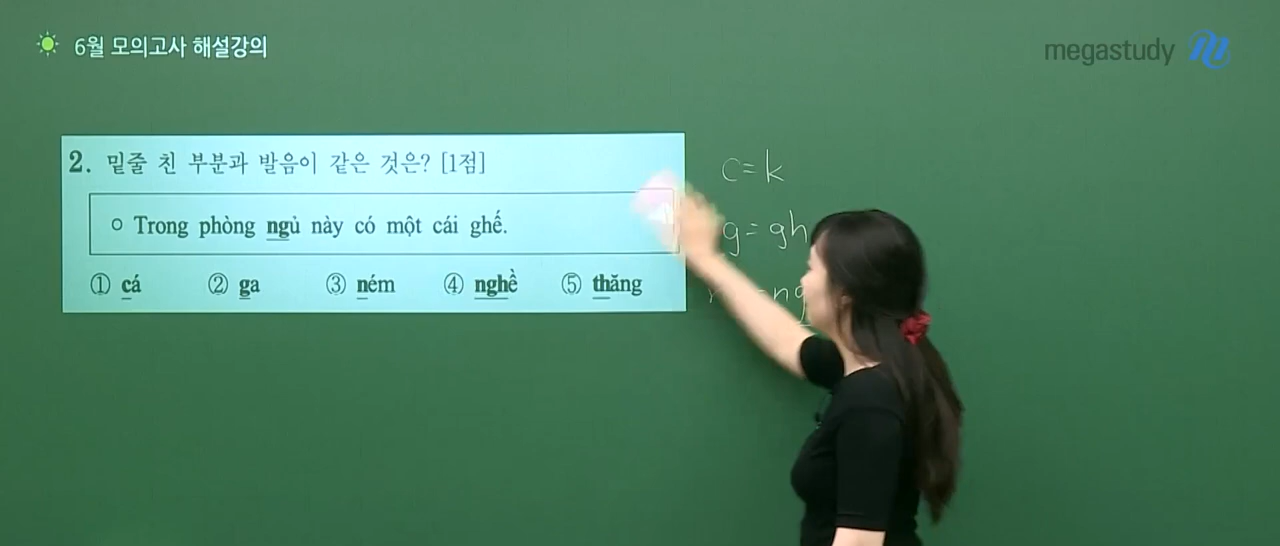 6월 모의고사 해설강의
megastudy
2. 밑줄 친 부분과 발음이 같은 것은? [1점]
○ Trong phòng ngủ này có một cái ghế.
① cá ② ga ③ ném ④ nghề ⑤ thăng
c = k
g = gh
ng